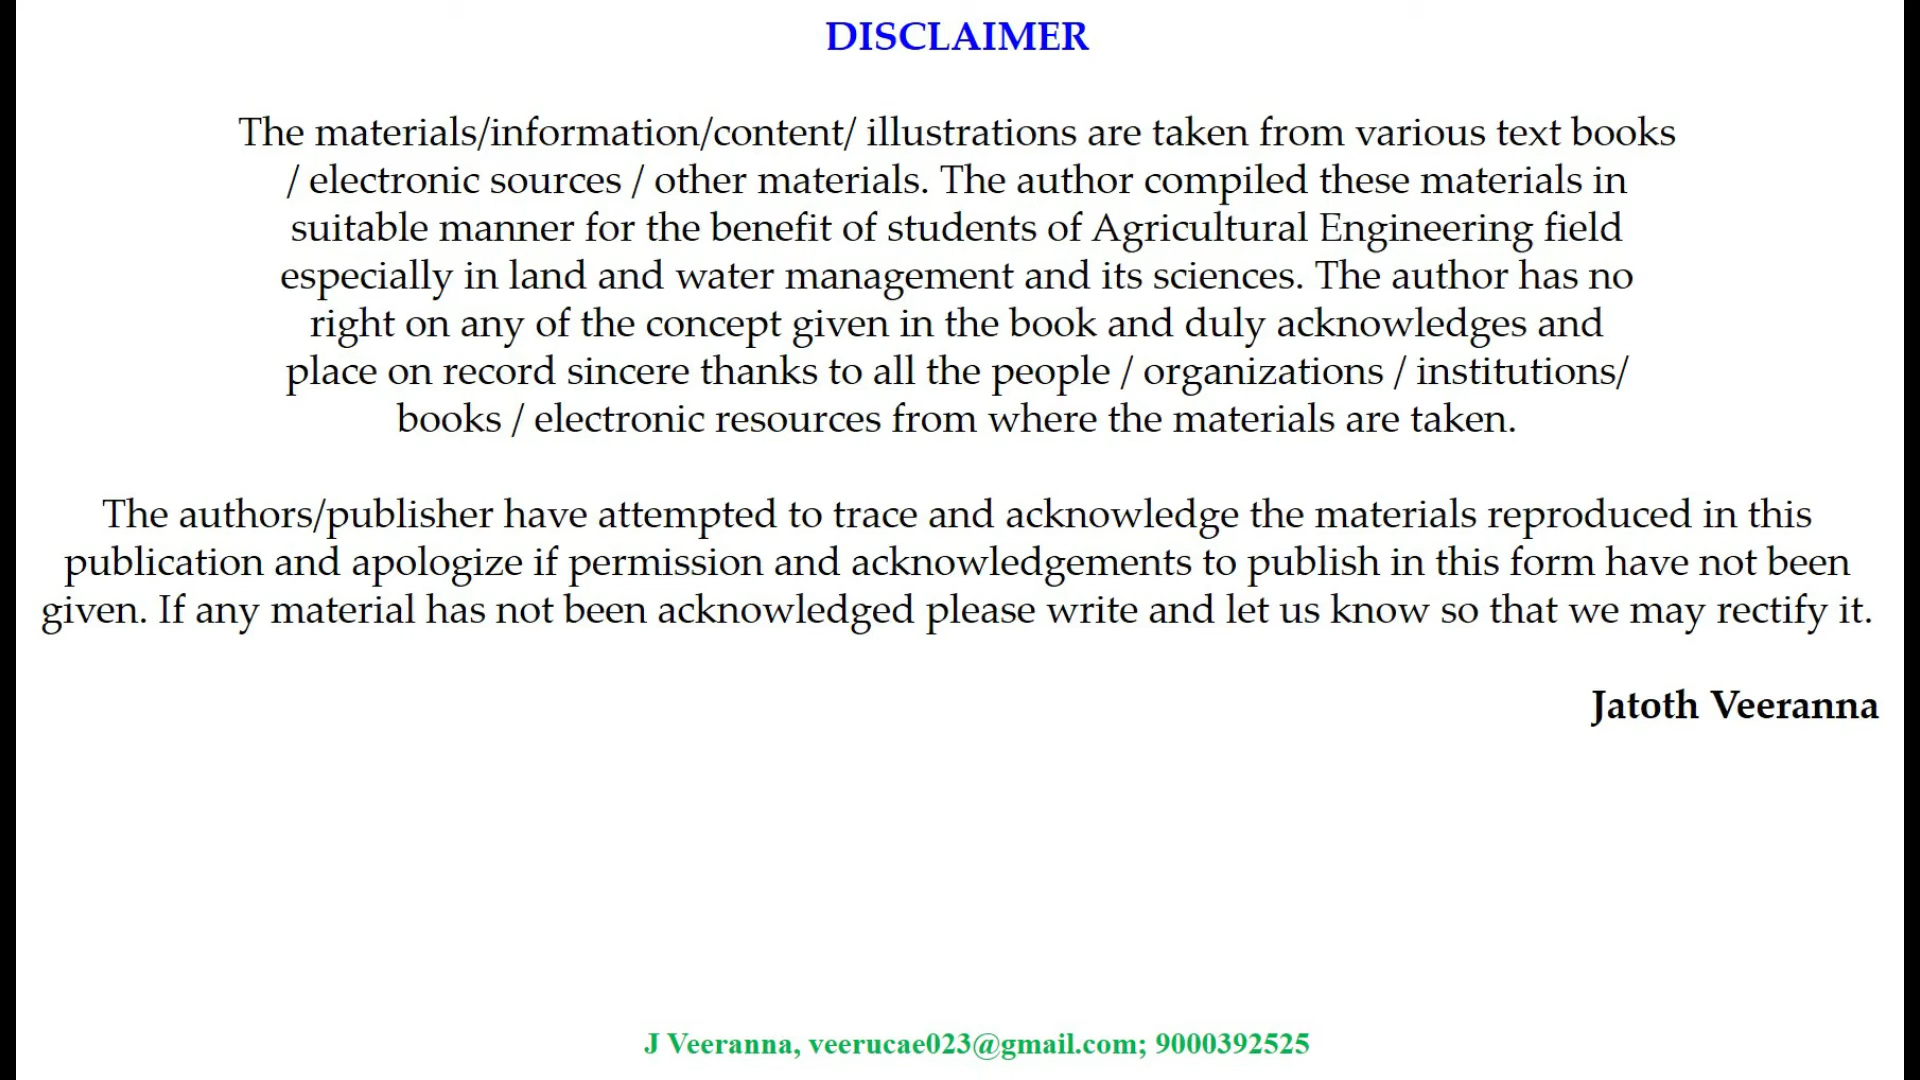 DISCLAIMER
The materials/information/content/ illustrations are taken from various text books
/ electronic sources / other materials. The author compiled these materials in
suitable manner for the benefit of students of Agricultural Engineering field
especially in land and water management and its sciences. The author has no
right on any of the concept given in the book and duly acknowledges and
place on record sincere thanks to all the people / organizations / institutions/
books / electronic resources from where the materials are taken.
The authors/publisher have attempted to trace and acknowledge the materials reproduced in this
publication and apologize if permission and acknowledgements to publish in this form have not been
given. If any material has not been acknowledged please write and let us know so that we may rectify it.
Jatoth Veeranna
J Veeranna, veerucae023@gmail.com; 9000392525